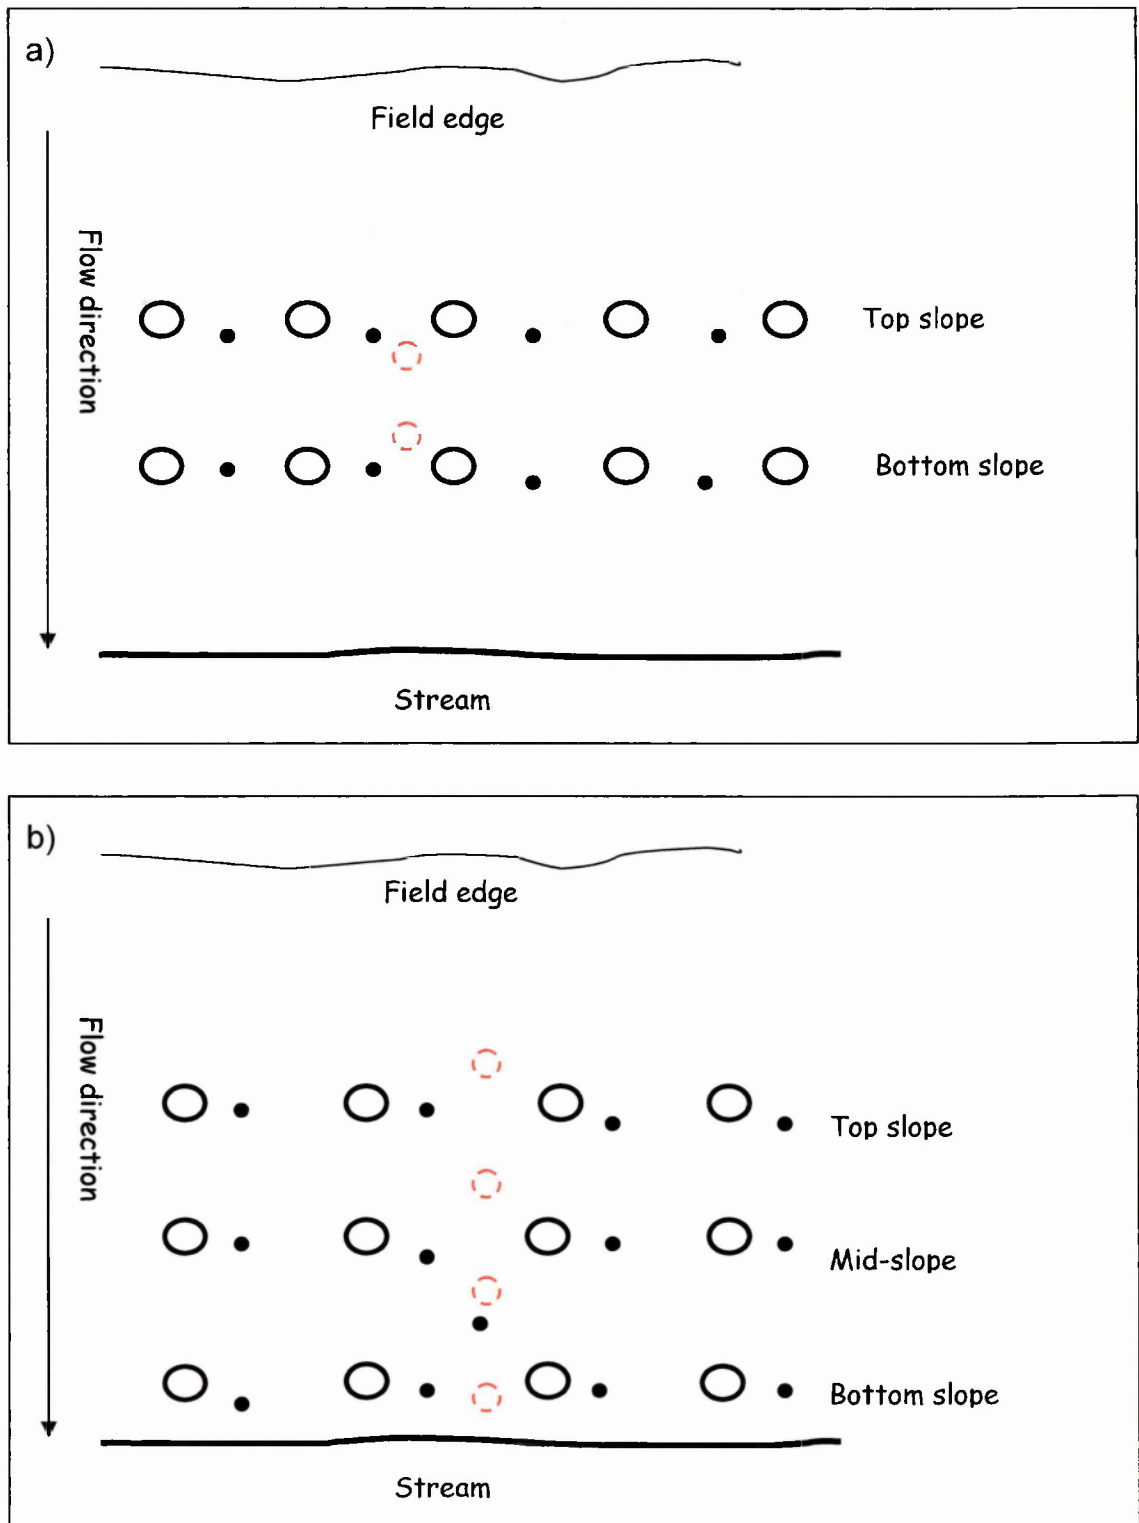 a)
Field edge
Flow direction
Top slope
Bottom slope
Stream
b)
Field edge
Flow direction
Top slope
Mid-slope
Bottom slope
Stream